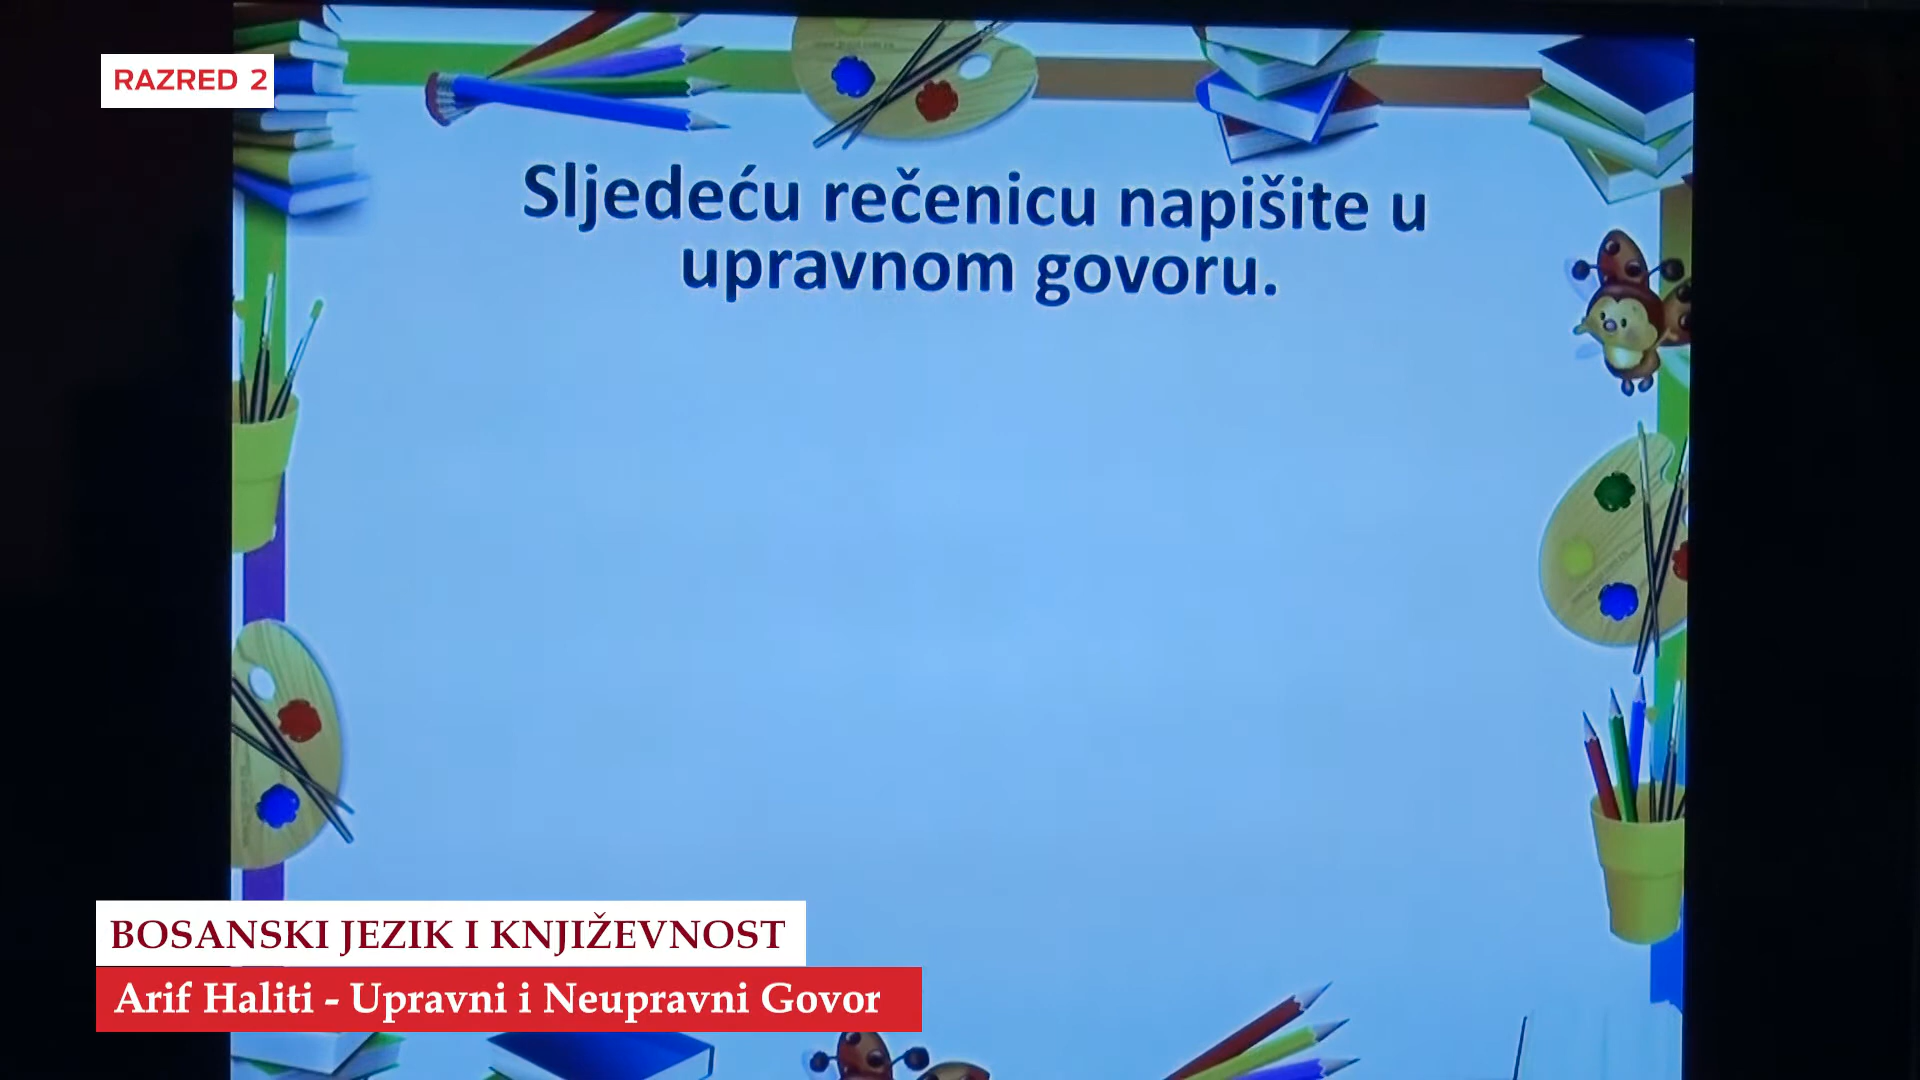 RAZRED 2
Sljedeću rečenicu napišite u
upravnom govoru.
BOSANSKI JEZIK I KNJIŽEVNOST
Arif Haliti - Upravni i Neupravni Govor